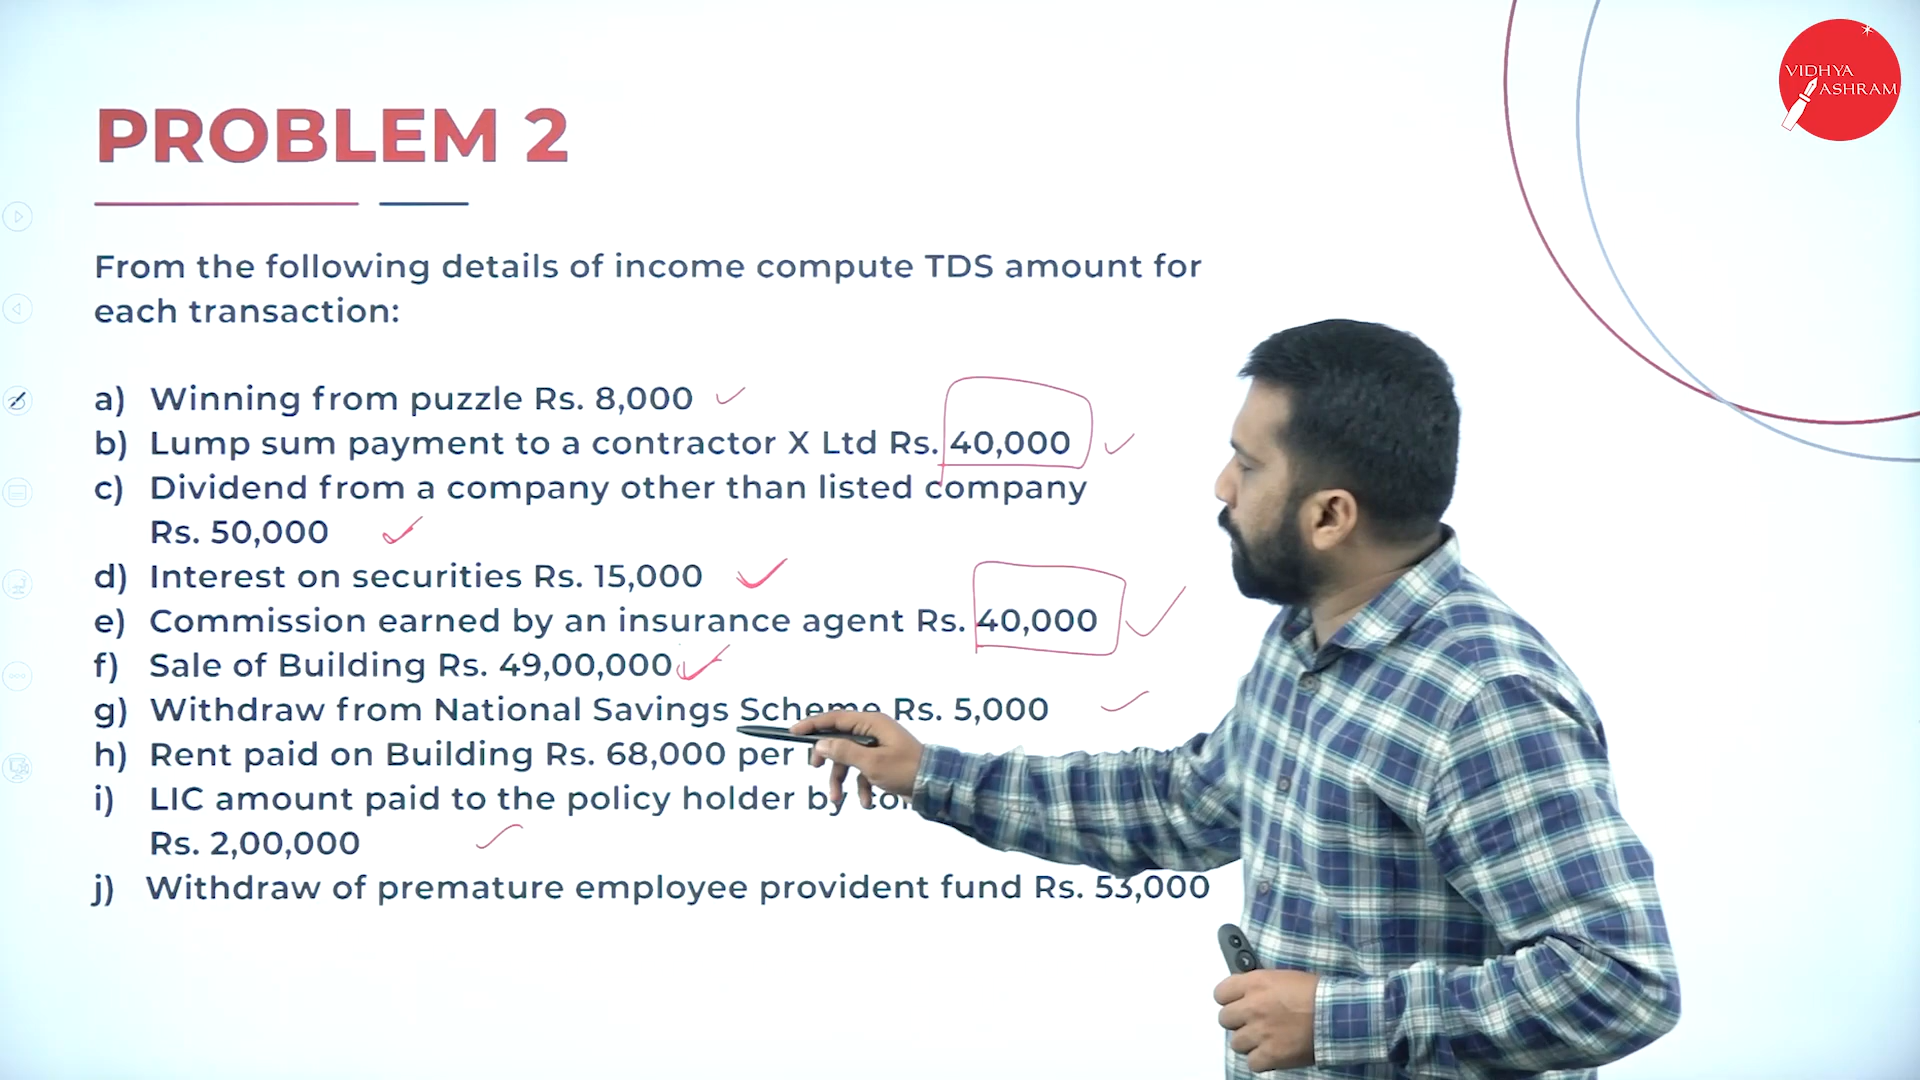 VIDHYA
ASHRAM
PROBLEM 2
From the following details of income compute TDS amount for
each transaction:
a) Winning from puzzle Rs. 8,000
b) Lump sum payment to a contractor X Ltd Rs. 40,000
c) Dividend from a company other than listed company
Rs. 50,000
d) Interest on securities Rs. 15,000
e) Commission earned by an insurance agent Rs. 40,000
f) Sale of Building Rs. 49,00,000
g) Withdraw from National Savings Scheme Rs. 5,000
h) Rent paid on Building Rs. 68,000 per
i) LIC amount paid to the policy holder by
Rs. 2,00,000
j) Withdraw of premature employee provident fund Rs. 53,000